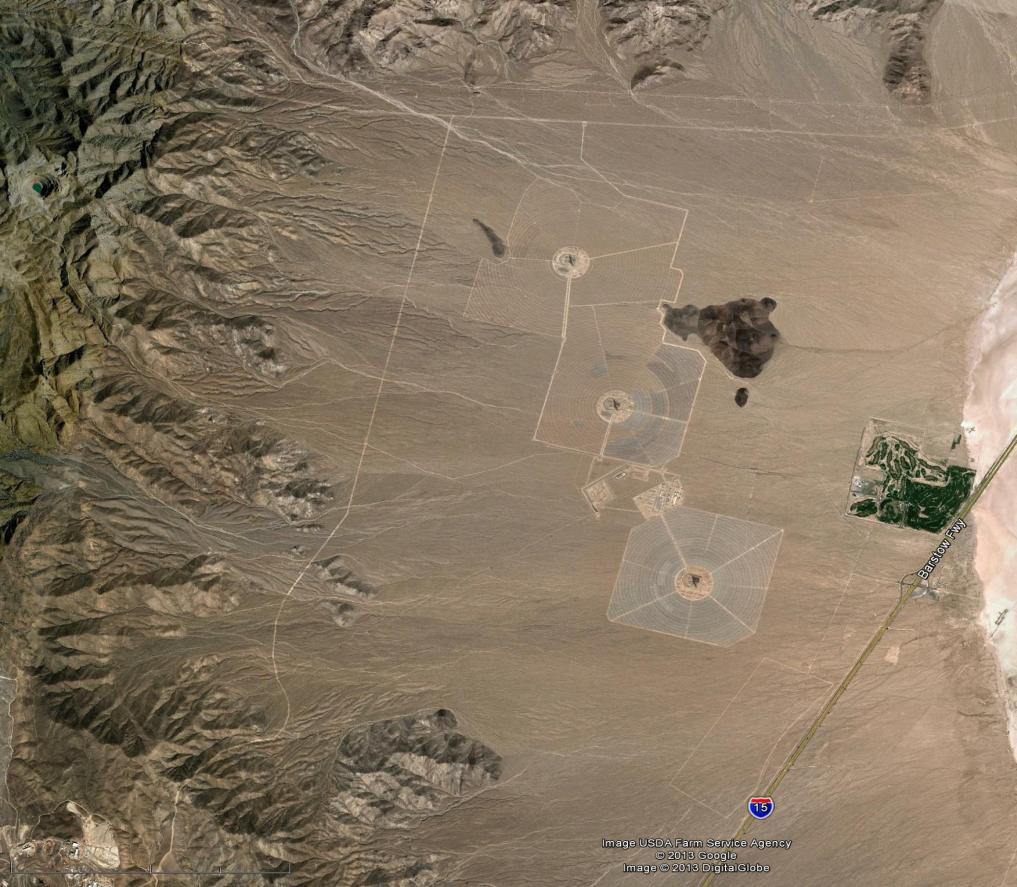 Barstow Fwy
15
Image USDA Farm Service Agency
© 2013 Google
Image © 2013 DigitalGlobe